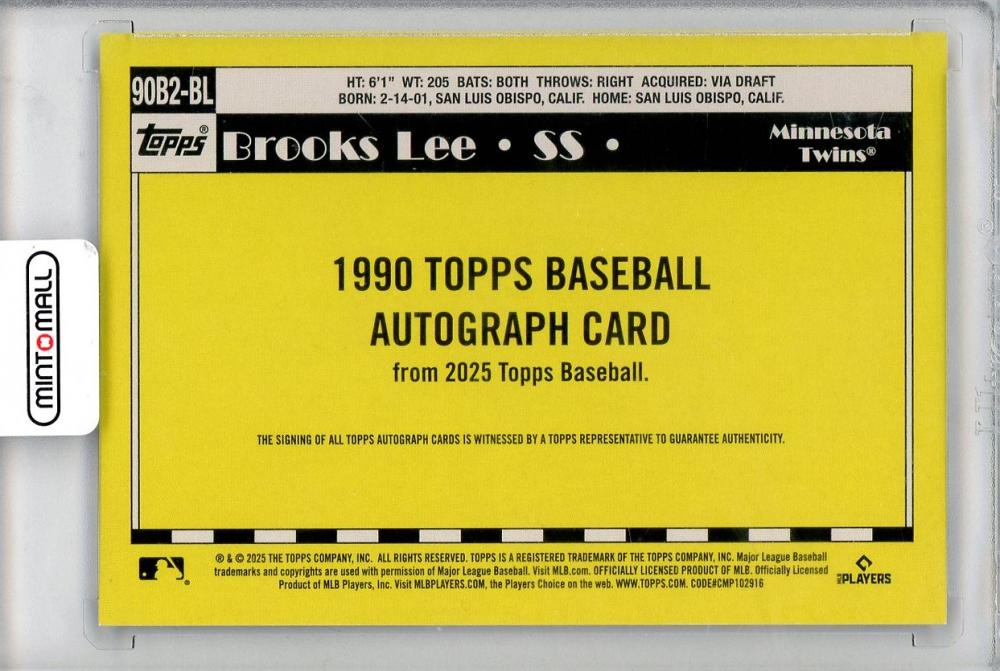 90B2-BL
HT: 6'1" WT: 205 BATS: BOTH THROWS: RIGHT ACQUIRED: VIA DRAFT
BORN: 2-14-01, SAN LUIS OBISPO, CALIF. HOME: SAN LUIS OBISPO, CALIF.
Topps®
Brooks Lee • SS •
Minnesota
Twins®
MINTOMALL
1990 TOPPS BASEBALL
AUTOGRAPH CARD
from 2025 Topps Baseball.
THE SIGNING OF ALL TOPPS AUTOGRAPH CARDS IS WITNESSED BY A TOPPS REPRESENTATIVE TO GUARANTEE AUTHENTICITY.
® & © 2025 THE TOPPS COMPANY, INC. ALL RIGHTS RESERVED. TOPPS IS A REGISTERED TRADEMARK OF THE TOPPS COMPANY, INC. Major League Baseball
trademarks and copyrights are used with permission of Major League Baseball. Visit MLB.com. OFFICIALLY LICENSED PRODUCT OF MLB. Officially Licensed
Product of MLB Players, Inc. Visit MLBPLAYERS.COM, the Players Choice on the web. WWW.TOPPS.COM. CODE#CMP102916
MLB PLAYERS